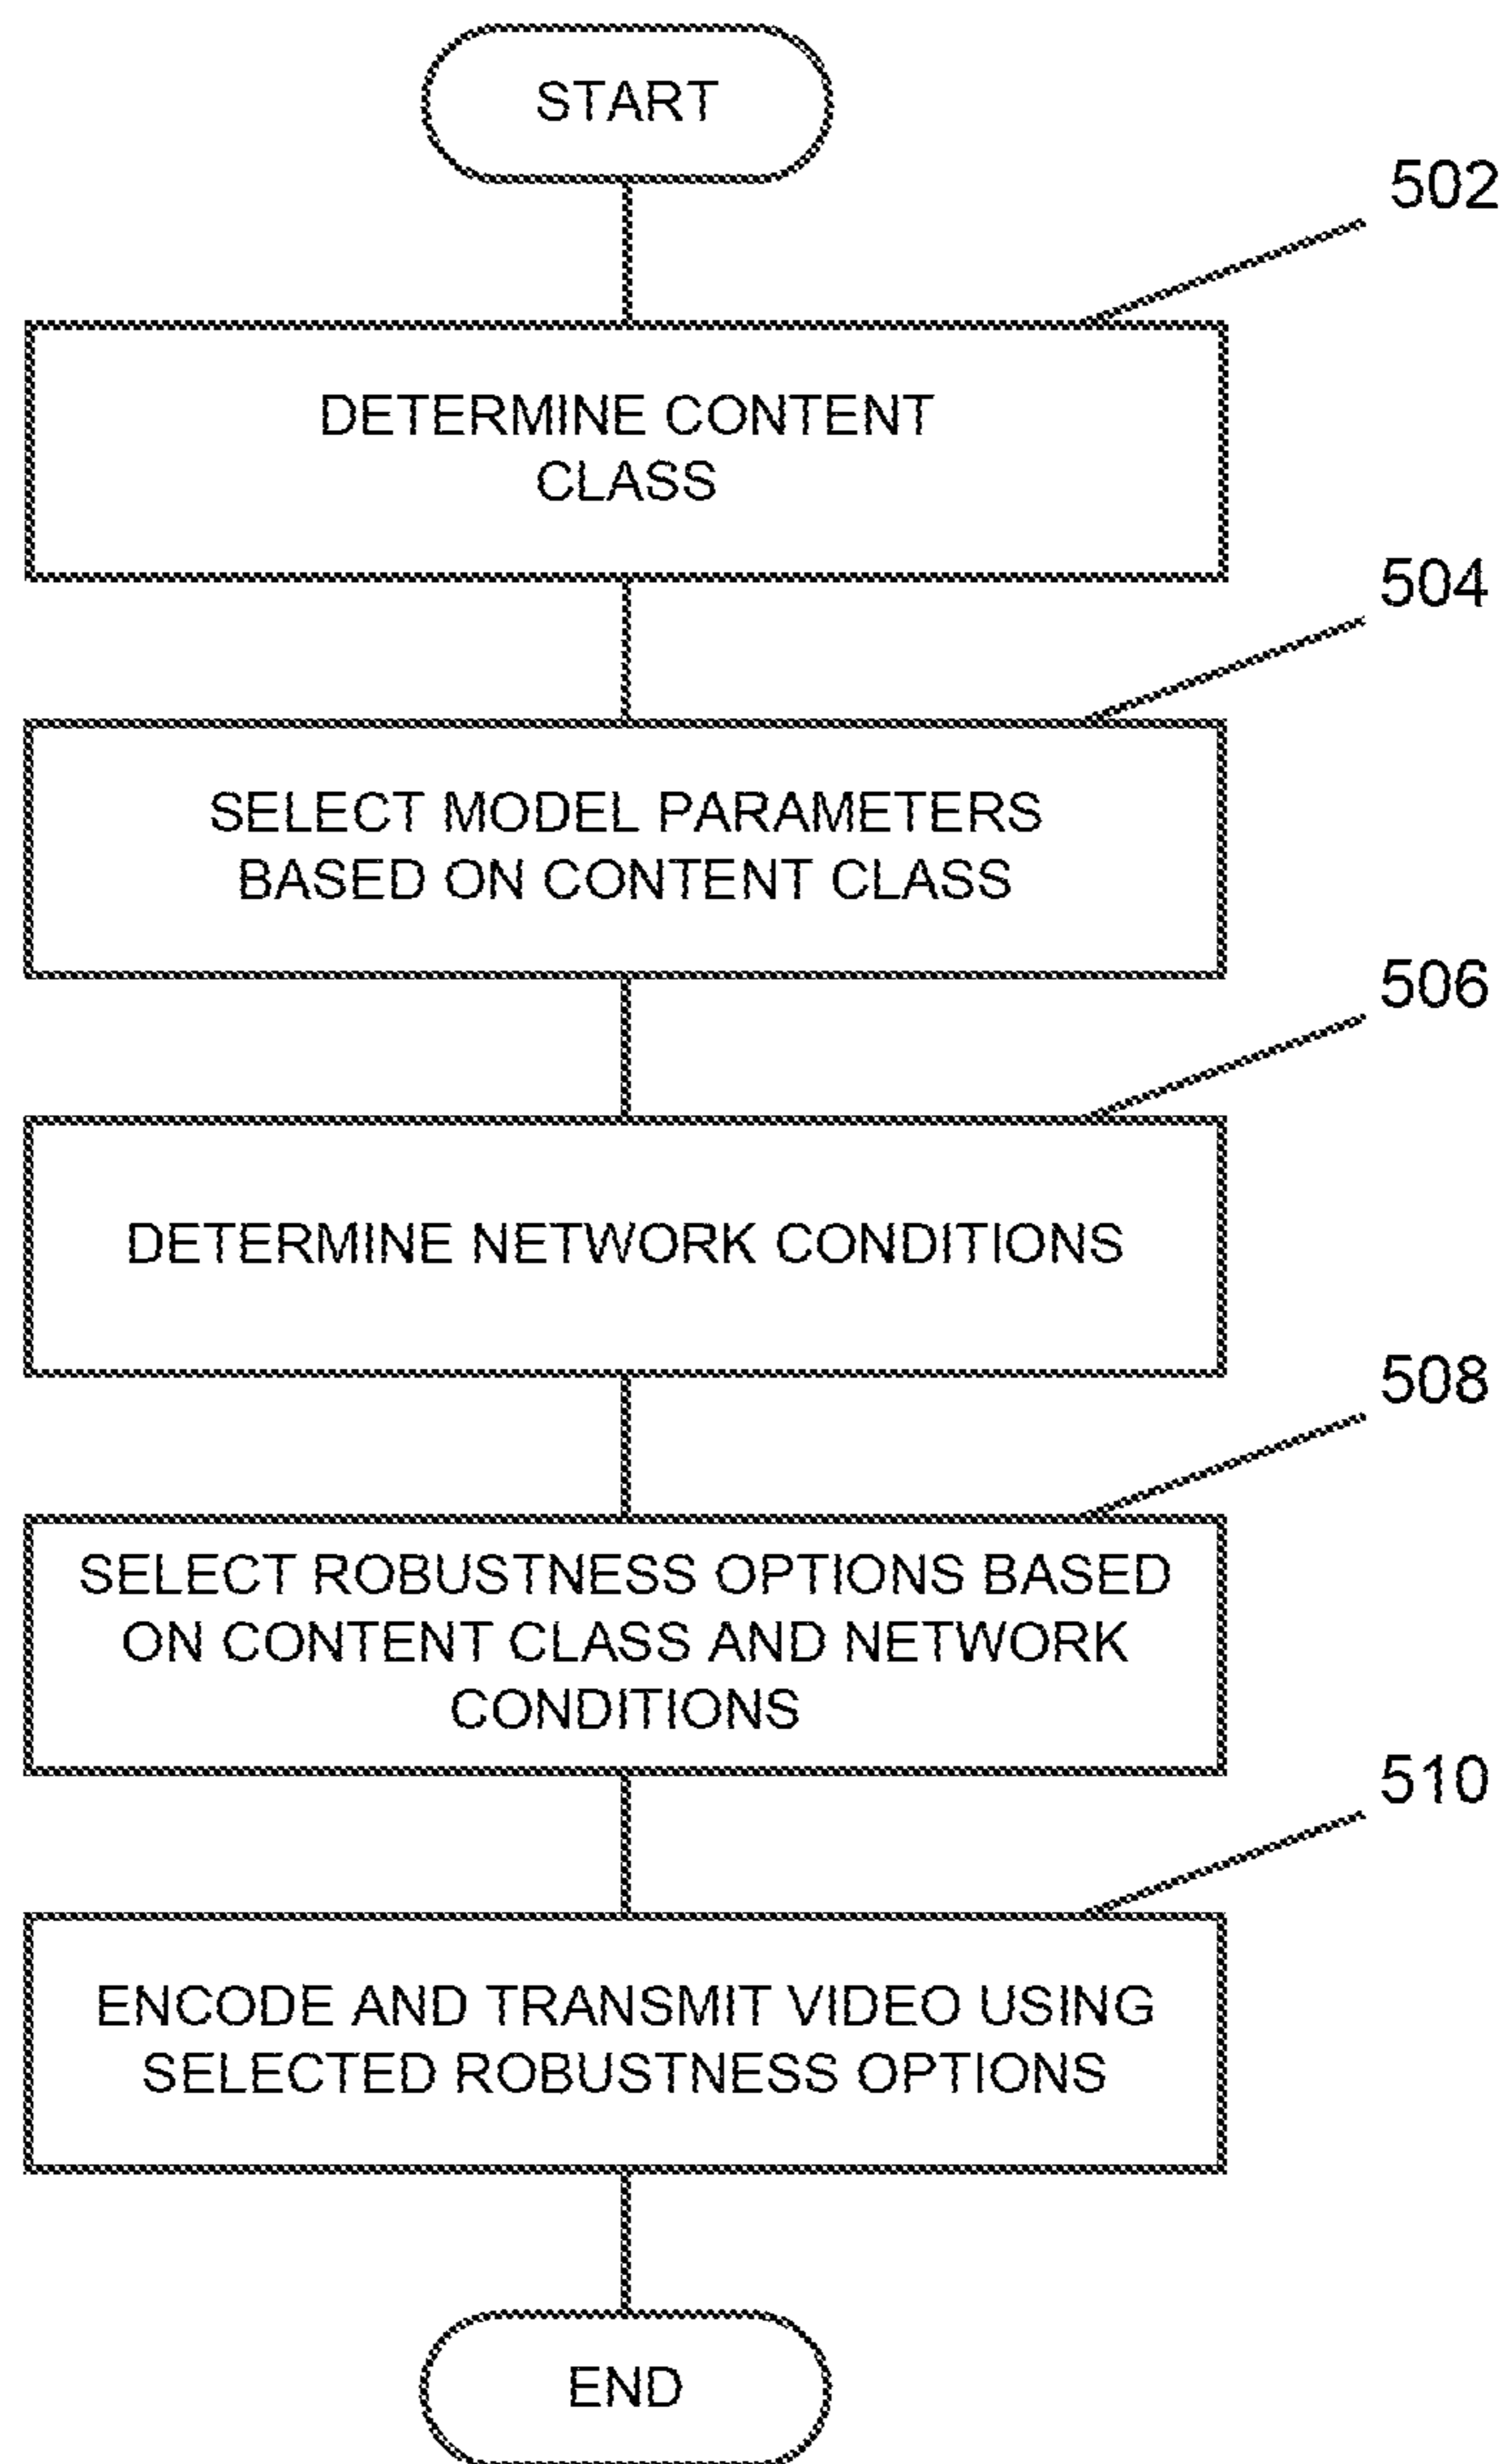 START
502
DETERMINE CONTENT
CLASS
504
SELECT MODEL PARAMETERS
BASED ON CONTENT CLASS
506
DETERMINE NETWORK CONDITIONS
508
SELECT ROBUSTNESS OPTIONS BASED
ON CONTENT CLASS AND NETWORK
CONDITIONS
510
ENCODE AND TRANSMIT VIDEO USING
SELECTED ROBUSTNESS OPTIONS
END